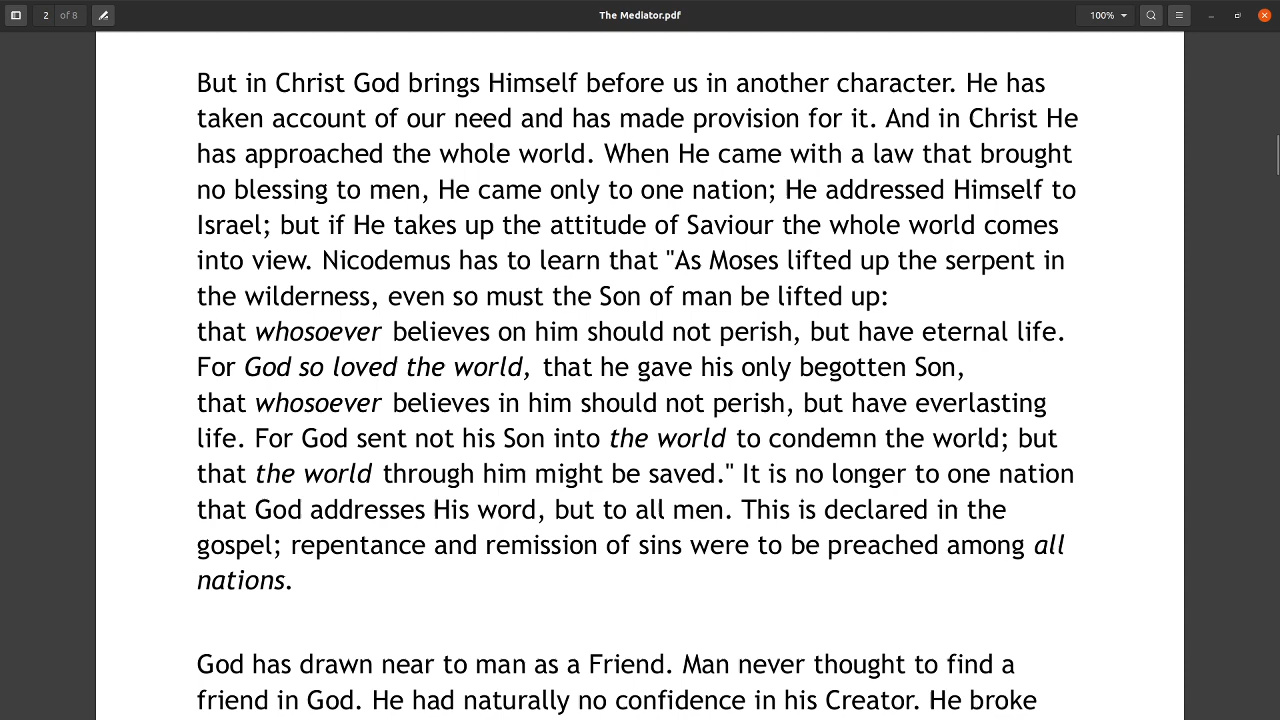 2 of 8
The Mediator.pdf
100%
But in Christ God brings Himself before us in another character. He has
taken account of our need and has made provision for it. And in Christ He
has approached the whole world. When He came with a law that brought
no blessing to men, He came only to one nation; He addressed Himself to
Israel; but if He takes up the attitude of Saviour the whole world comes
into view. Nicodemus has to learn that "As Moses lifted up the serpent in
the wilderness, even so must the Son of man be lifted up:
that whosoever believes on him should not perish, but have eternal life.
For God so loved the world, that he gave his only begotten Son,
that whosoever believes in him should not perish, but have everlasting
life. For God sent not his Son into the world to condemn the world; but
that the world through him might be saved." It is no longer to one nation
that God addresses His word, but to all men. This is declared in the
gospel; repentance and remission of sins were to be preached among all
nations.
God has drawn near to man as a Friend. Man never thought to find a
friend in God. He had naturally no confidence in his Creator. He broke